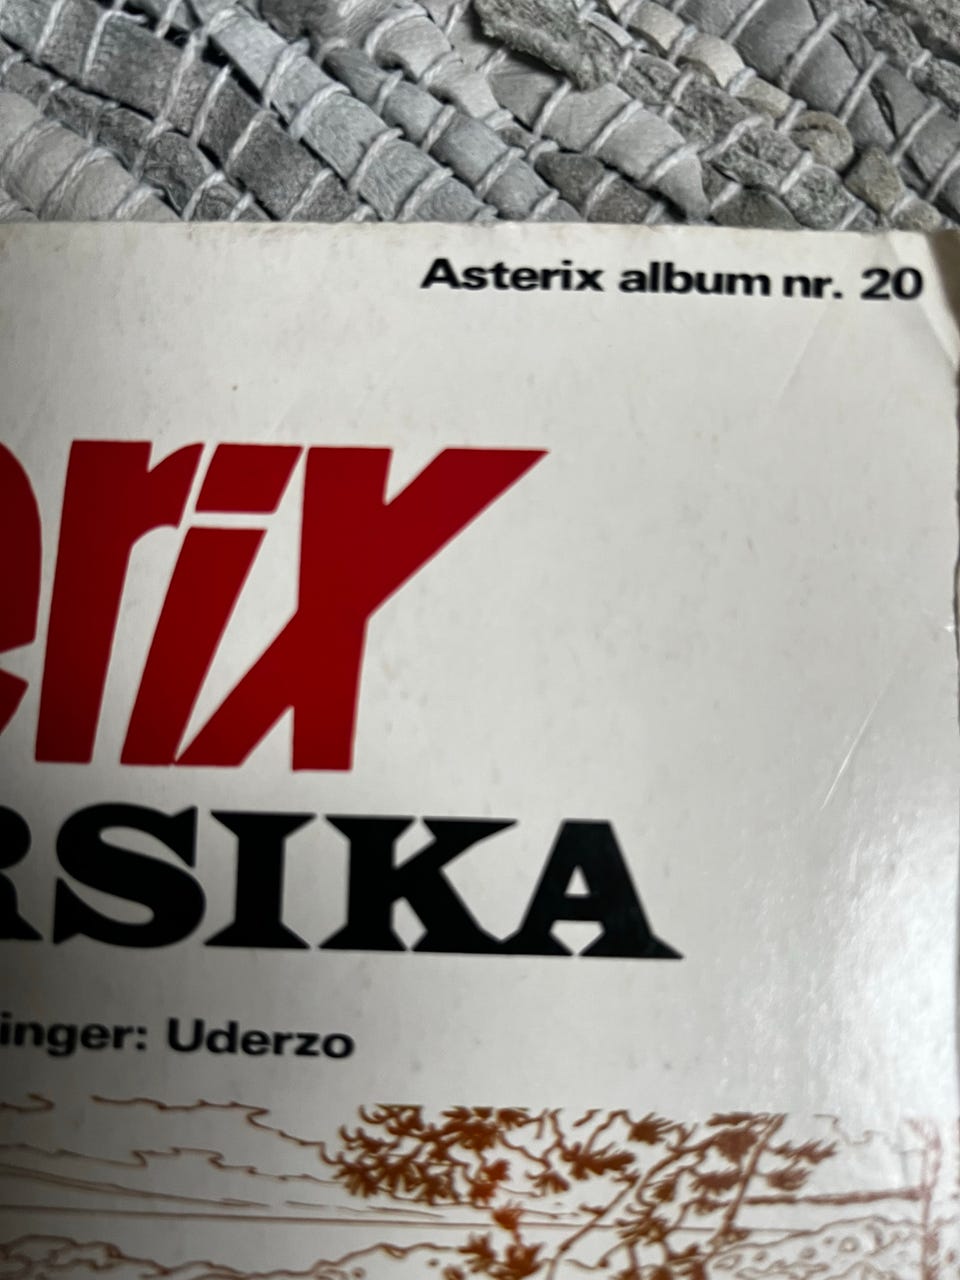 Asterix album nr. 20
erix
RSIKA
inger: Uderzo